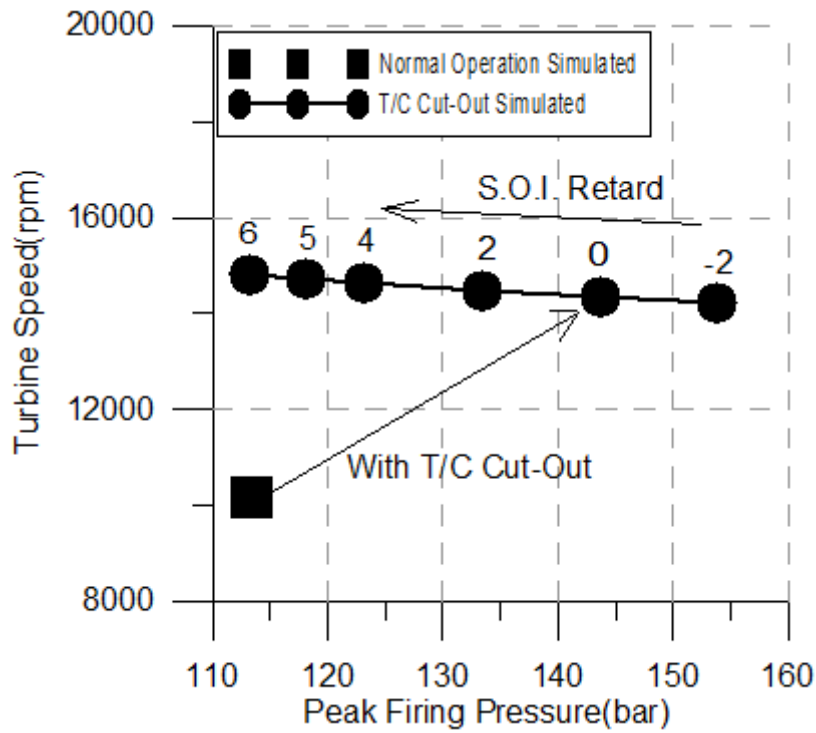 20000
Normal Operation Simulated
T/C Cut-Out Simulated
S.O.I. Retard
16000
6 5 4 2 0 -2
Turbine Speed(rpm)
12000
With T/C Cut-Out
8000
110 120 130 140 150 160
Peak Firing Pressure(bar)